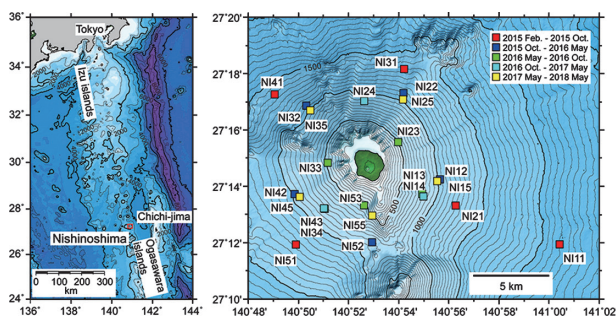 Tokyo
Izu islands
Chichi-jima
Nishinoshima
Ogasawara
islands
0 100 200 300
km
36°
34°
32°
30°
28°
26°
24°
136°
138°
140°
142°
144°
27°20'
27°18'
27°16'
27°14'
27°12'
27°10'
140°48'
140°50'
140°52'
140°54'
140°56'
140°58'
141°00'
141°02'
2015 Feb. - 2015 Oct.
2015 Oct. - 2016 May
2016 May - 2016 Oct.
2016 Oct. - 2017 May
2017 May - 2018 May
1500
NI31
NI41
NI24
NI22
NI25
NI32
NI35
NI23
NI33
NI13
NI14
NI12
NI15
NI42
NI45
NI53
NI21
NI43
NI34
NI55
500
1000
NI52
NI51
NI11
5 km